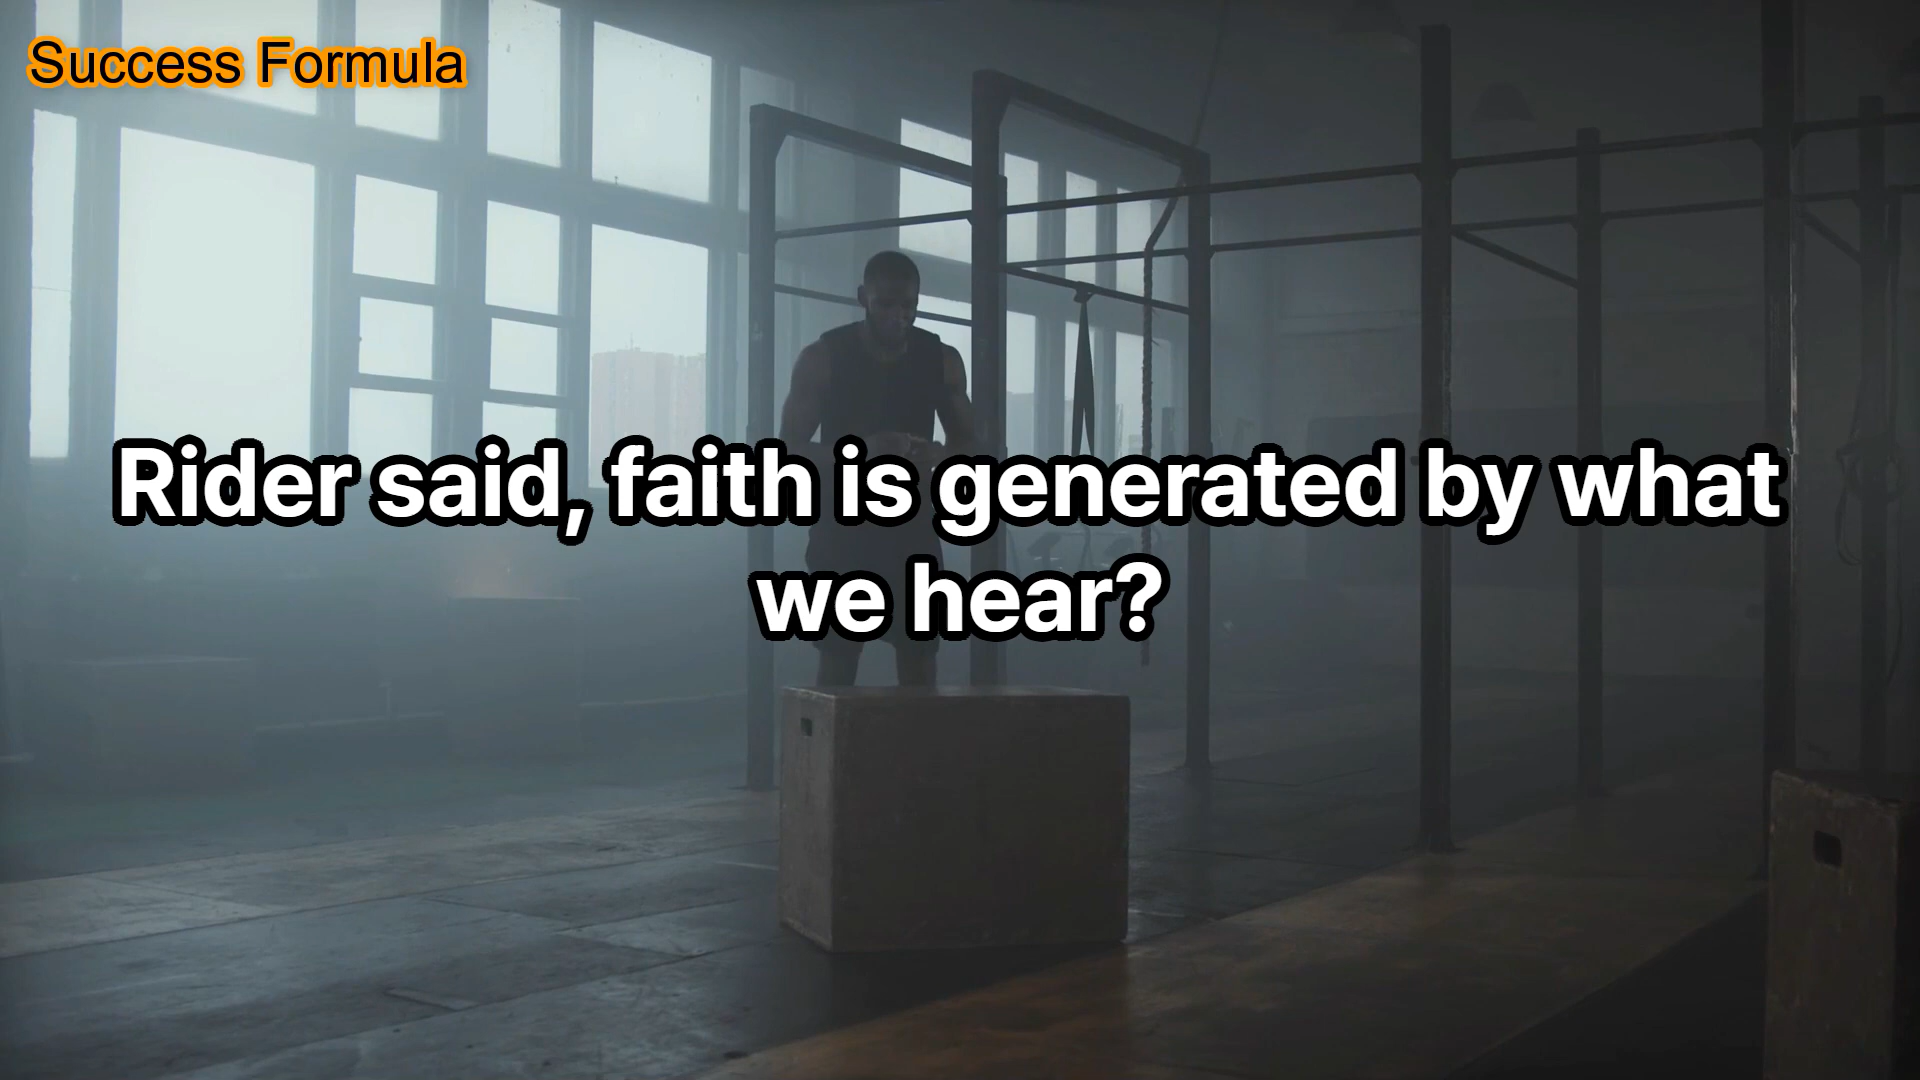 Success Formula
Rider said, faith is generated by what
we hear?